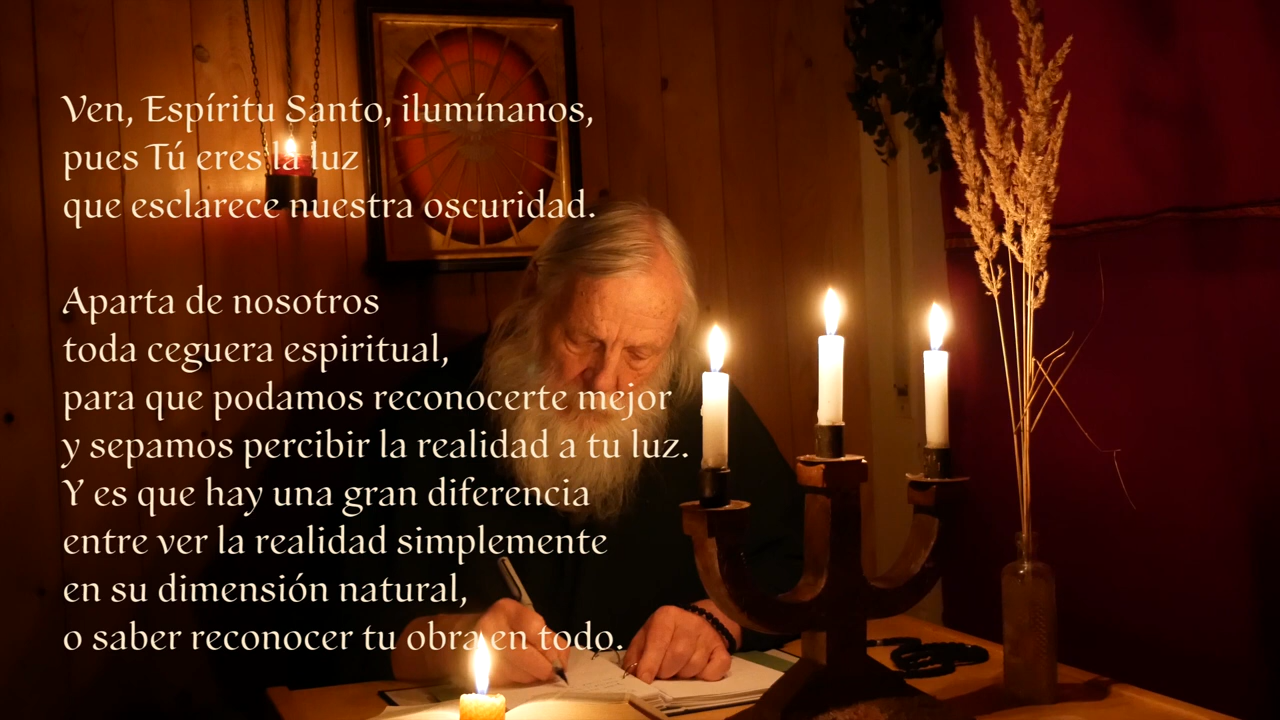 Ven, Espíritu Santo, ilumínanos,
pues Tú eres la luz
que esclarece nuestra oscuridad.
Aparta de nosotros
toda ceguera espiritual,
para que podamos reconocerte mejor
y sepamos percibir la realidad a tu luz.
Y es que hay una gran diferencia
entre ver la realidad simplemente
en su dimensión natural,
o saber reconocer tu obra en todo.